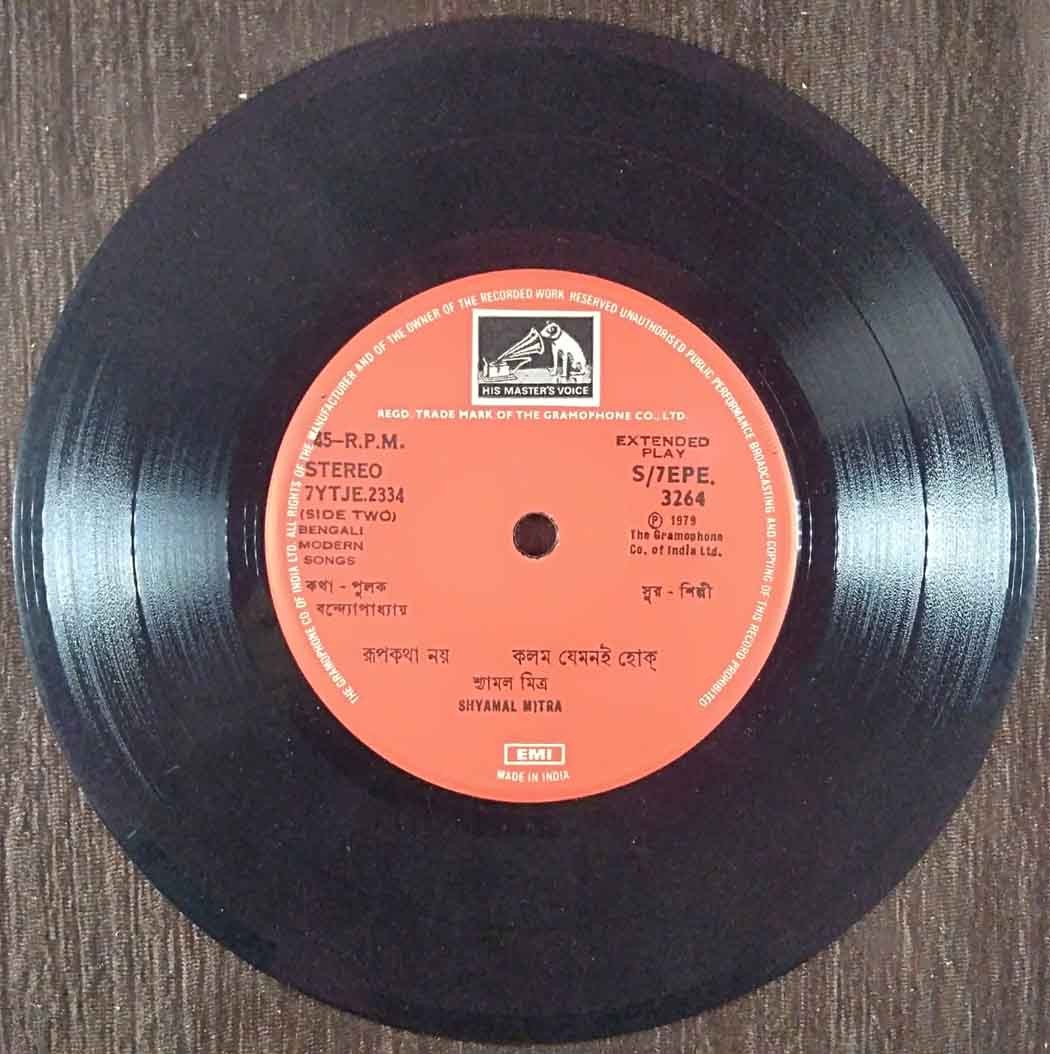 THE GRAMOPHONE CO OF INDIA LTD. ALL RIGHTS OF THE MANUFACTURER AND OF THE OWNER OF THE RECORDED WORK RESERVED UNAUTHORISED PUBLIC PERFORMANCE BROADCASTING AND COPYING OF THIS RECORD PROHIBITED
HIS MASTER'S VOICE
REGD. TRADE MARK OF THE GRAMOPHONE CO., LTD.
45-R.P.M.
STEREO
7YTJE.2334
(SIDE TWO)
BENGALI
MODERN
SONGS
কথা - পুলক
বন্দ্যোপাধ্যায়
EXTENDED
PLAY
S/7EPE.
3264
℗ 1979
The Gramophone
Co. of India Ltd.
সুর - শিল্পী
রূপকথা নয় কলম যেমনই হোক্
শ্যামল মিত্র
SHYAMAL MITRA
EMI
MADE IN INDIA